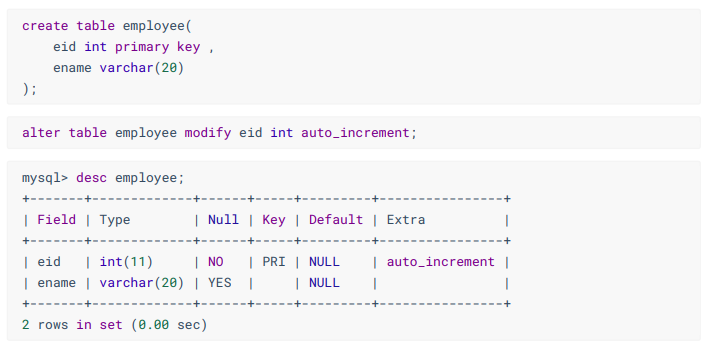 create table employee(
    eid int primary key ,
    ename varchar(20)
);
alter table employee modify eid int auto_increment;
mysql> desc employee;
+-------+-------------+------+-----+---------+----------------+
| Field | Type        | Null | Key | Default | Extra          |
+-------+-------------+------+-----+---------+----------------+
| eid   | int(11)     | NO   | PRI | NULL    | auto_increment |
| ename | varchar(20) | YES  |     | NULL    |                |
+-------+-------------+------+-----+---------+----------------+
2 rows in set (0.00 sec)